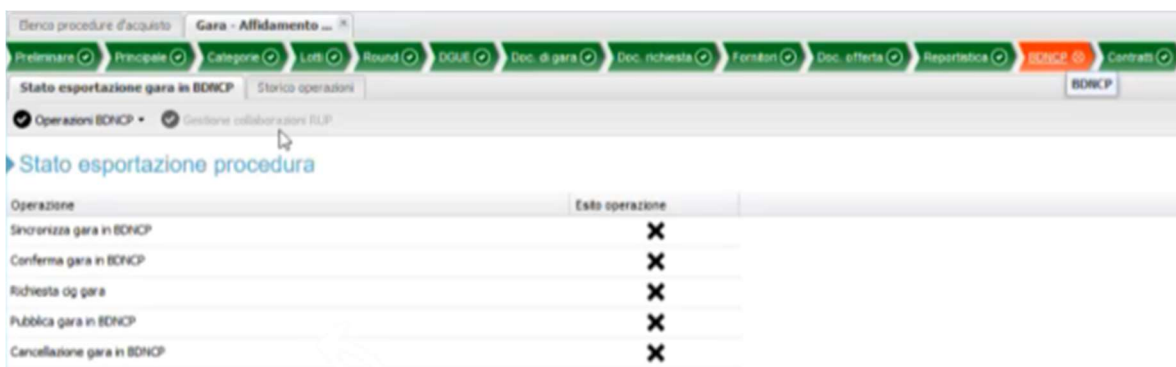 Elenco procedure d'acquisto Gara - Affidamento ...
Preliminare Principale Categorie Lotti Round DGUE Doc. di gara Doc. richiesta Fornitori Doc. offerta Reportistica BDNCP Contratti
Stato esportazione gara in BDNCP Storico operazioni BDNCP
Operazioni BDNCP Gestione collaborazioni RUP
Stato esportazione procedura
Operazione Esito operazione
Sincronizza gara in BDNCP
Conferma gara in BDNCP
Richiesta cig gara
Pubblica gara in BDNCP
Cancellazione gara in BDNCP